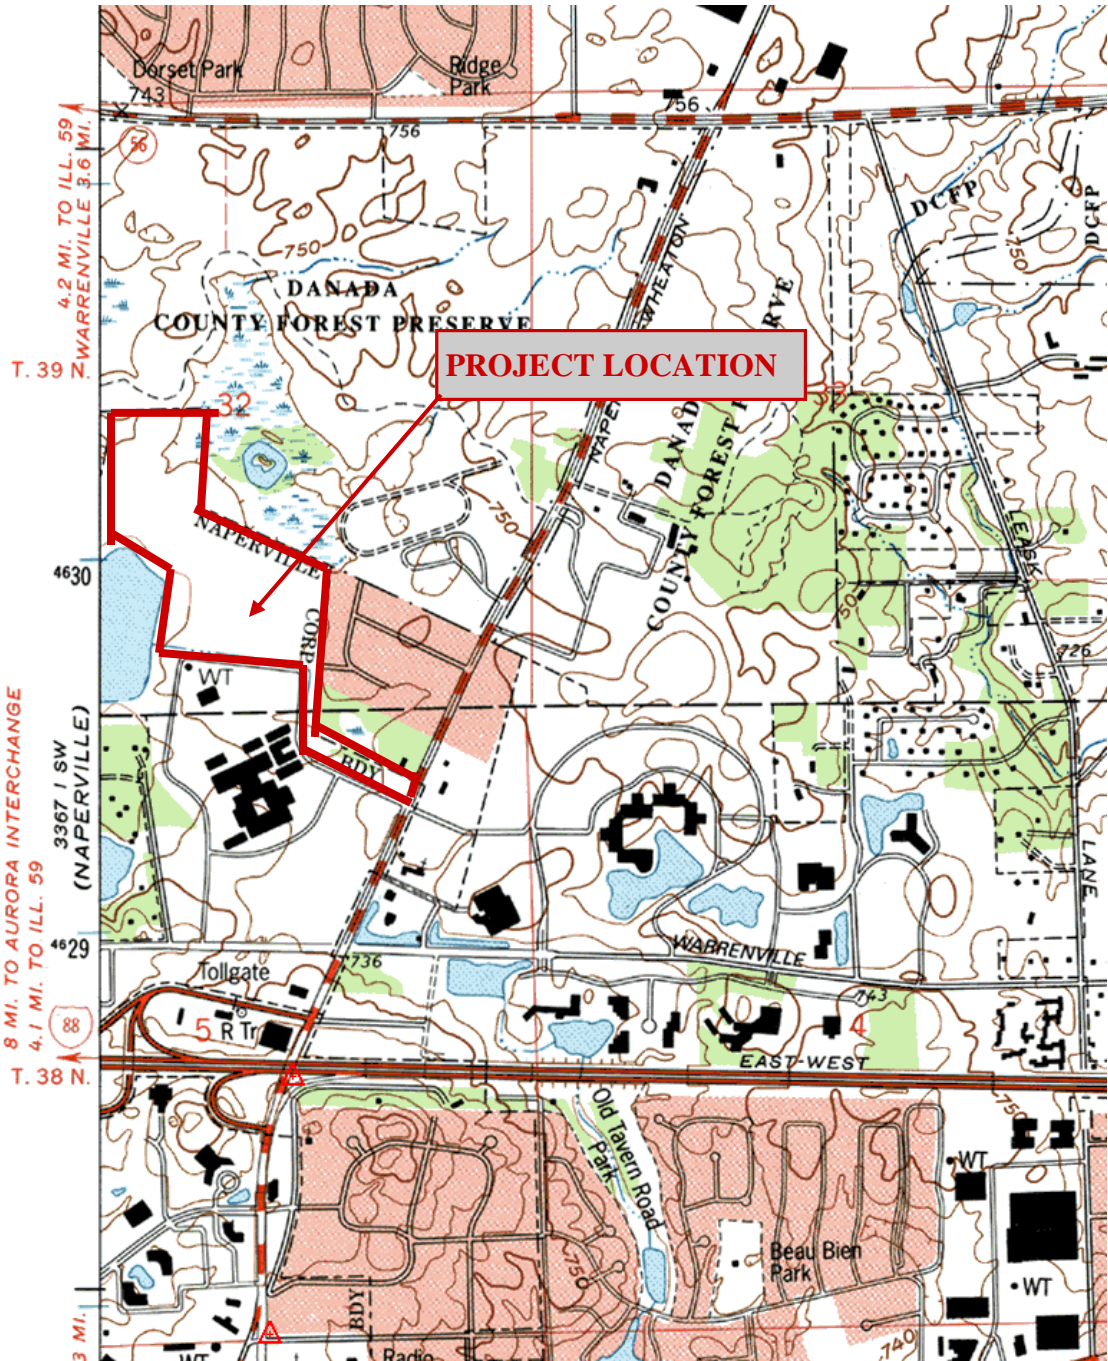 Dorset Park
Ridge
Park
743
756
756
56
4.2 MI. TO ILL. 59
WARRENVILLE 3.6 MI.
DCFP
DCFP
750
750
DANADA
COUNTY FOREST PRESERVE
WHEATON
RVE
PROJECT LOCATION
T. 39 N.
32
33
NAPER
DANAD
COUNTY FOREST
NAPERVILLE
750
LEASK
4630
CORP
50
WT
726
BDY
3367 I SW
(NAPERVILLE)
8 MI. TO AURORA INTERCHANGE
4.1 MI. TO ILL. 59
LANE
4629
WARRENVILLE
736
743
Tollgate
88
5
R Tr
4
EAST-WEST
T. 38 N.
750
Old Tavern Road
Park
WT
750
Beau Bien
Park
WT
BDY
740
3 MI.
WT
Radio